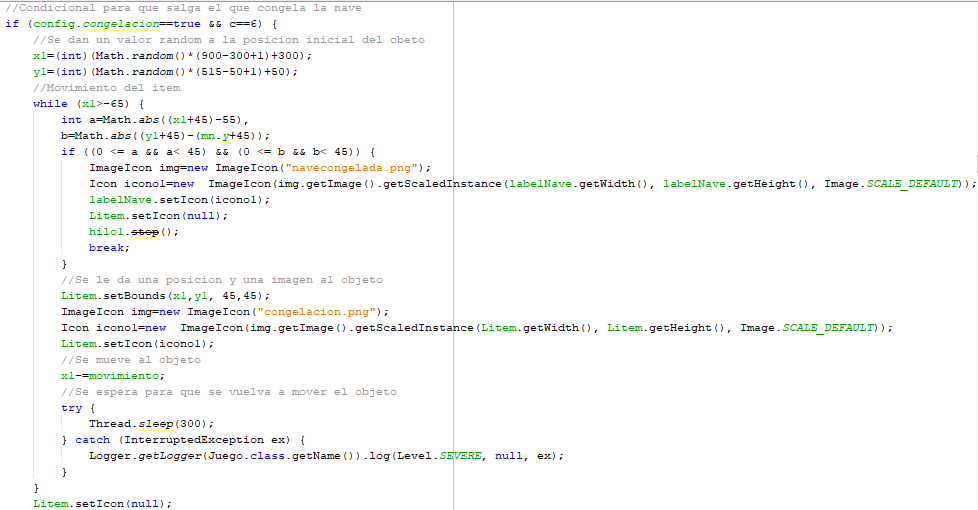 //Condicional para que salga el que congela la nave
if (config.congelacion==true && c==6) {
//Se dan un valor random a la posicion inicial del obeto
x1=(int)(Math.random()*(900-300+1)+300);
y1=(int)(Math.random()*(515-50+1)+50);
//Movimiento del item
while (x1>-65) {
int a=Math.abs((x1+45)-55),
b=Math.abs((y1+45)-(mn.y+45));
if ((0 <= a && a< 45) && (0 <= b && b< 45)) {
ImageIcon img=new ImageIcon("navecongelada.png");
Icon icono1=new  ImageIcon(img.getImage().getScaledInstance(labelNave.getWidth(), labelNave.getHeight(), Image.SCALE_DEFAULT));
labelNave.setIcon(icono1);
Litem.setIcon(null);
hilo1.stop();
break;
}
//Se le da una posicion y una imagen al objeto
Litem.setBounds(x1,y1, 45,45);
ImageIcon img=new ImageIcon("congelacion.png");
Icon icono1=new  ImageIcon(img.getImage().getScaledInstance(Litem.getWidth(), Litem.getHeight(), Image.SCALE_DEFAULT));
Litem.setIcon(icono1);
//Se mueve al objeto
x1-=movimiento;
//Se espera para que se vuelva a mover el objeto
try {
Thread.sleep(300);
} catch (InterruptedException ex) {
Logger.getLogger(Juego.class.getName()).log(Level.SEVERE, null, ex);
}
}
Litem.setIcon(null);